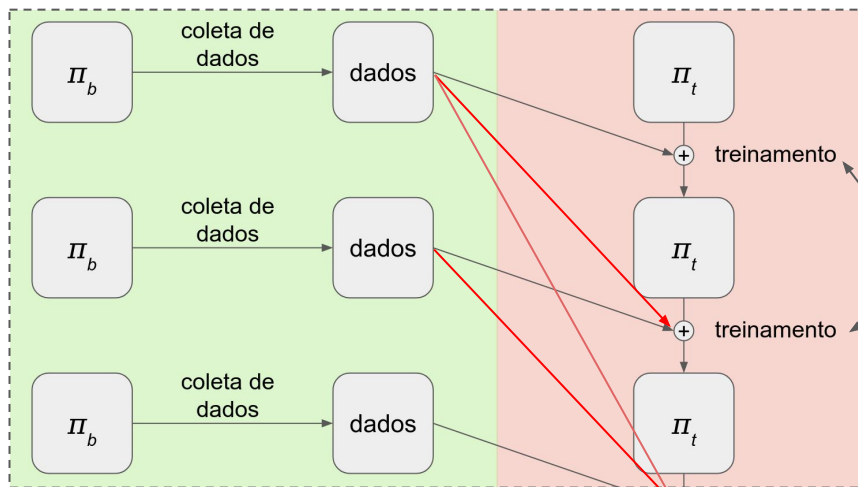 coleta de
dados
π_b
dados
π_t
+
treinamento
coleta de
dados
π_b
dados
π_t
+
treinamento
coleta de
dados
π_b
dados
π_t